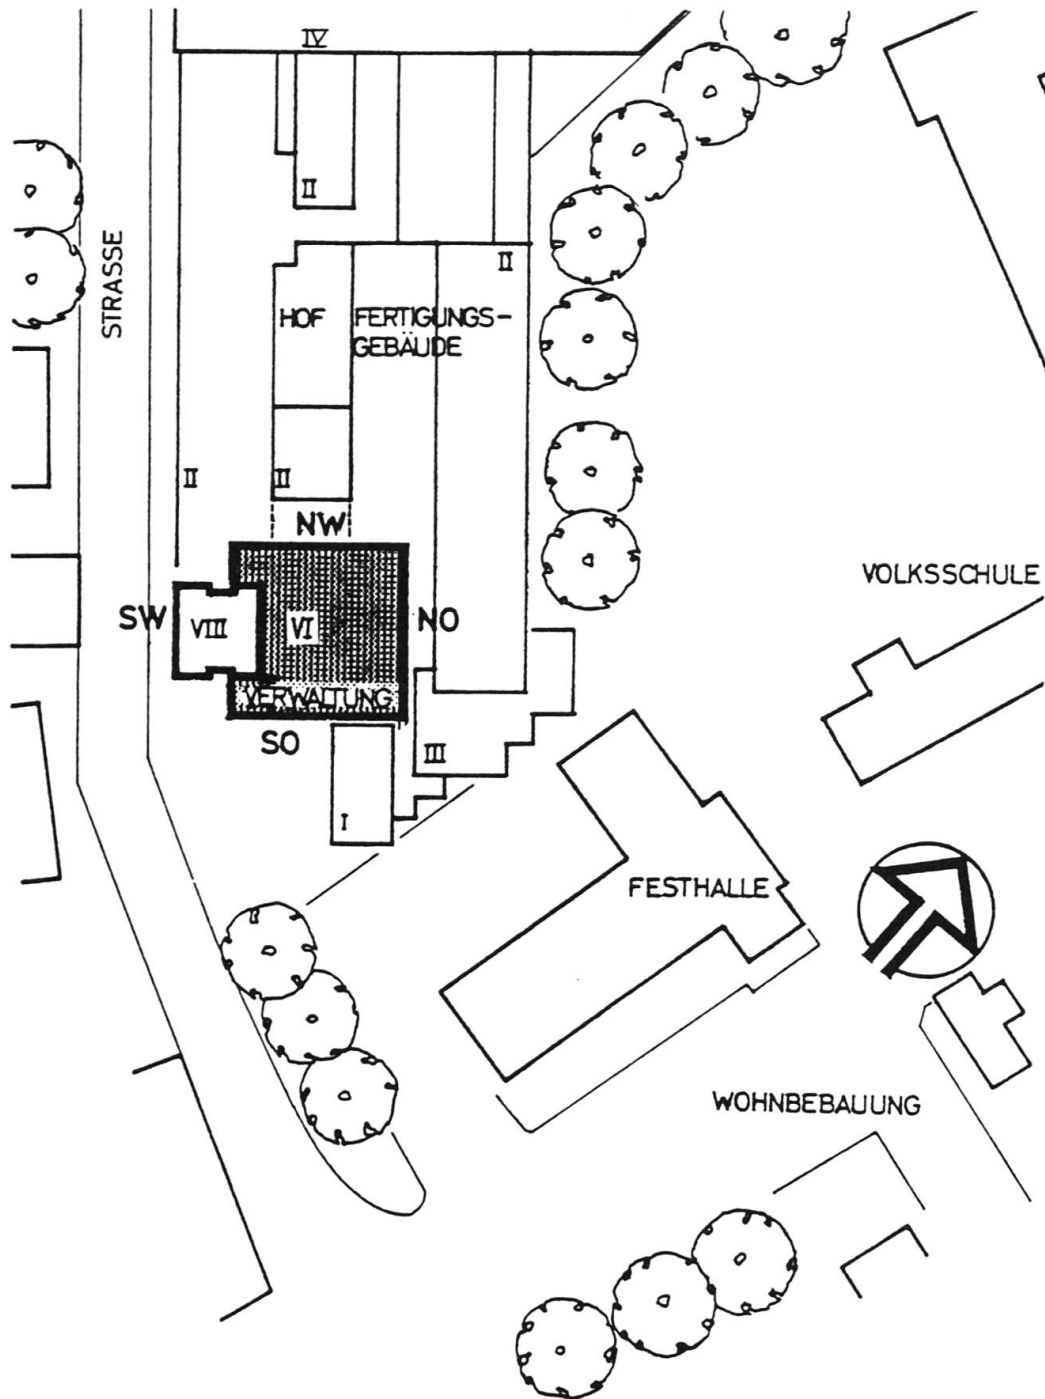 IV
II
STRASSE
II
HOF
FERTIGUNGS-
GEBÄUDE
II
II
NW
SW
VIII
VI
NO
VERWALTUNG
SO
III
I
VOLKSSCHULE
FESTHALLE
WOHNBEBAUUNG